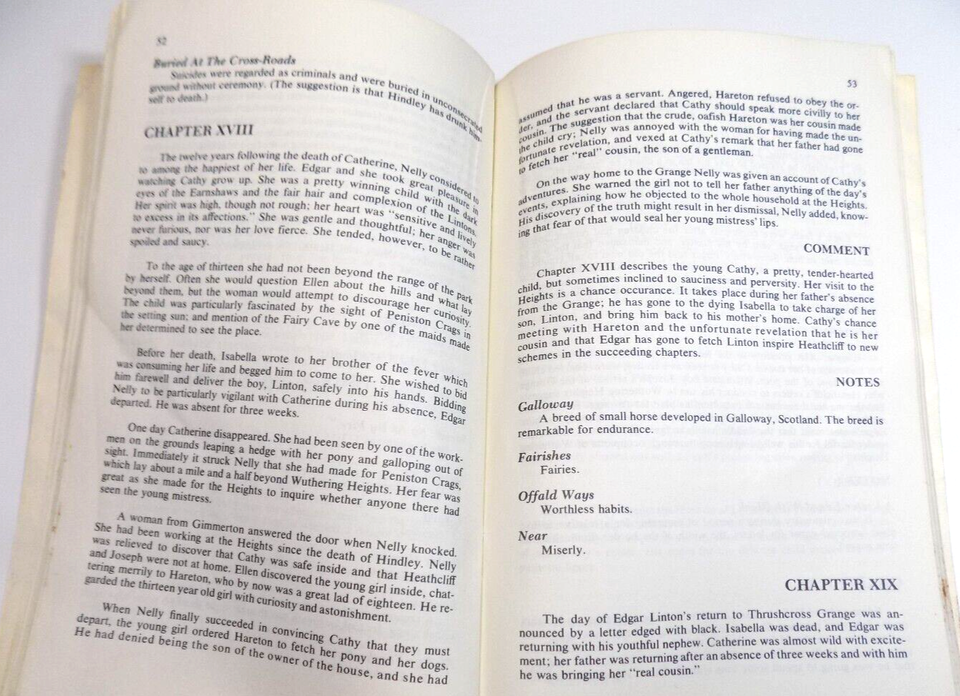 52
Buried At The Cross-Roads
Suicides were regarded as criminals and were buried in unconsecrated
ground without ceremony. (The suggestion is that Hindley has drunk him-
self to death.)
CHAPTER XVIII
The twelve years following the death of Catherine, Nelly considered
to among the happiest of her life. Edgar and she took great pleasure in
watching Cathy grow up. She was a pretty winning child with the dark
eyes of the Earnshaws and the fair hair and complexion of the Lintons.
Her spirit was high, though not rough; her heart was "sensitive and lively
to excess in its affections." She was gentle and thoughtful; her anger was
never furious, nor was her love fierce. She tended, however, to be rather
spoiled and saucy.
To the age of thirteen she had not been beyond the range of the park
by herself. Often she would question Ellen about the hills and what lay
beyond them, but the woman would attempt to discourage her curiosity.
The child was particularly fascinated by the sight of Peniston Crags in
the setting sun; and mention of the Fairy Cave by one of the maids made
her determined to see the place.
Before her death, Isabella wrote to her brother of the fever which
was consuming her life and begged him to come to her. She wished to bid
him farewell and deliver the boy, Linton, safely into his hands. Bidding
Nelly to be particularly vigilant with Catherine during his absence, Edgar
departed. He was absent for three weeks.
One day Catherine disappeared. She had been seen by one of the work-
men on the grounds leaping a hedge with her pony and galloping out of
sight. Immediately it struck Nelly that she had made for Peniston Crags,
which lay about a mile and a half beyond Wuthering Heights. Her fear was
great as she made for the Heights to inquire whether anyone there had
seen the young mistress.
A woman from Gimmerton answered the door when Nelly knocked.
She had been working at the Heights since the death of Hindley. Nelly
was relieved to discover that Cathy was safe inside and that Heathcliff
and Joseph were not at home. Ellen discovered the young girl inside, chat-
tering merrily to Hareton, who by now was a great lad of eighteen. He re-
garded the thirteen year old girl with curiosity and astonishment.
When Nelly finally succeeded in convincing Cathy that they must
depart, the young girl ordered Hareton to fetch her pony and her dogs.
He had denied being the son of the owner of the house, and she had
53
assumed that he was a servant. Angered, Hareton refused to obey the or-
der, and the servant declared that Cathy should speak more civilly to her
cousin. The suggestion that the crude, oafish Hareton was her cousin made
the child cry; Nelly was annoyed with the woman for having made the un-
fortunate revelation, and vexed at Cathy's remark that her father had gone
to fetch her "real" cousin, the son of a gentleman.
On the way home to the Grange Nelly was given an account of Cathy's
adventures. She warned the girl not to tell her father anything of the day's
events, explaining how he objected to the whole household at the Heights.
His discovery of the truth might result in her dismissal, Nelly added, know-
ing that fear of that would seal her young mistress' lips.
COMMENT
Chapter XVIII describes the young Cathy, a pretty, tender-hearted
child, but sometimes inclined to sauciness and perversity. Her visit to the
Heights is a chance occurance. It takes place during her father's absence
from the Grange; he has gone to the dying Isabella to take charge of her
son, Linton, and bring him back to his mother's home. Cathy's chance
meeting with Hareton and the unfortunate revelation that he is her
cousin and that Edgar has gone to fetch Linton inspire Heathcliff to new
schemes in the succeeding chapters.
NOTES
Galloway
A breed of small horse developed in Galloway, Scotland. The breed is
remarkable for endurance.
Fairishes
Fairies.
Offald Ways
Worthless habits.
Near
Miserly.
CHAPTER XIX
The day of Edgar Linton's return to Thrushcross Grange was an-
nounced by a letter edged with black. Isabella was dead, and Edgar was
returning with his youthful nephew. Catherine was almost wild with excite-
ment; her father was returning after an absence of three weeks and with him
he was bringing her "real cousin."